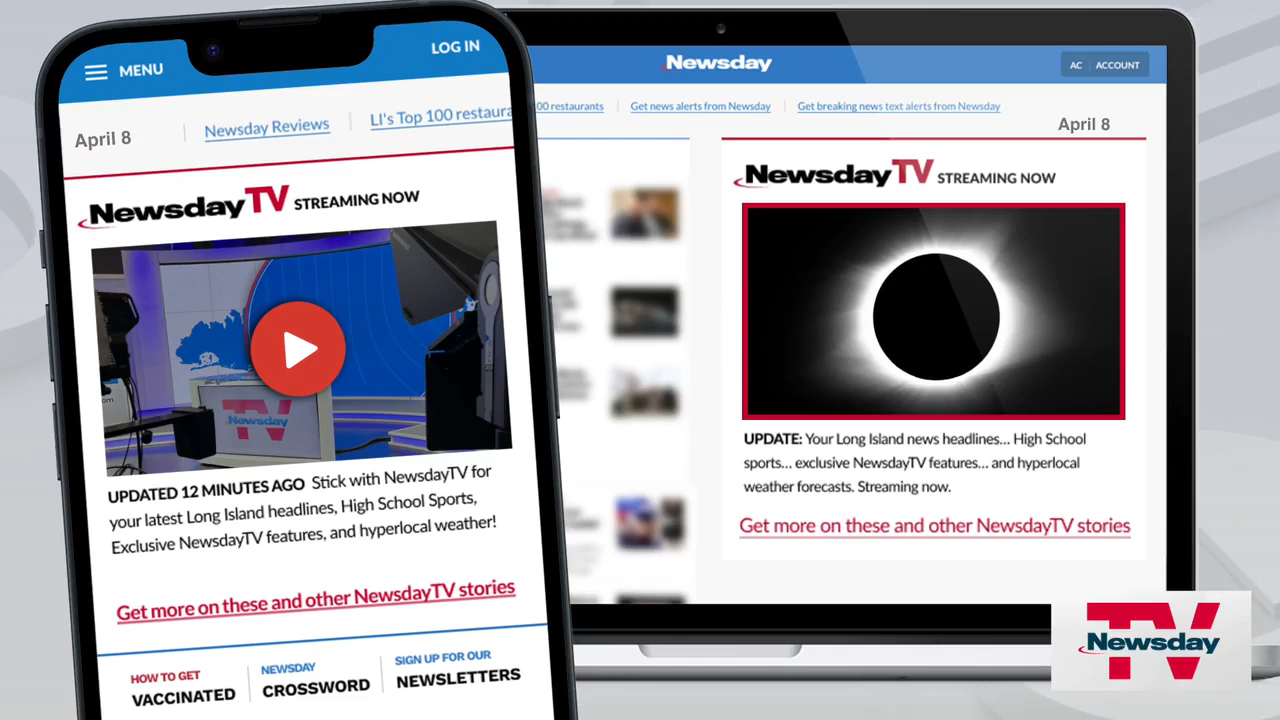 MENU
LOG IN
April 8
Newsday Reviews
LI's Top 100 restaura
NewsdayTV STREAMING NOW
TV
Newsday
UPDATED 12 MINUTES AGO Stick with NewsdayTV for
your latest Long Island headlines, High School Sports,
Exclusive NewsdayTV features, and hyperlocal weather!
Get more on these and other NewsdayTV stories
HOW TO GET
VACCINATED
NEWSDAY
CROSSWORD
SIGN UP FOR OUR
NEWSLETTERS
Newsday
AC ACCOUNT
00 restaurants
Get news alerts from Newsday
Get breaking news text alerts from Newsday
April 8
NewsdayTV STREAMING NOW
UPDATE: Your Long Island news headlines... High School
sports... exclusive NewsdayTV features... and hyperlocal
weather forecasts. Streaming now.
Get more on these and other NewsdayTV stories
TV
Newsday